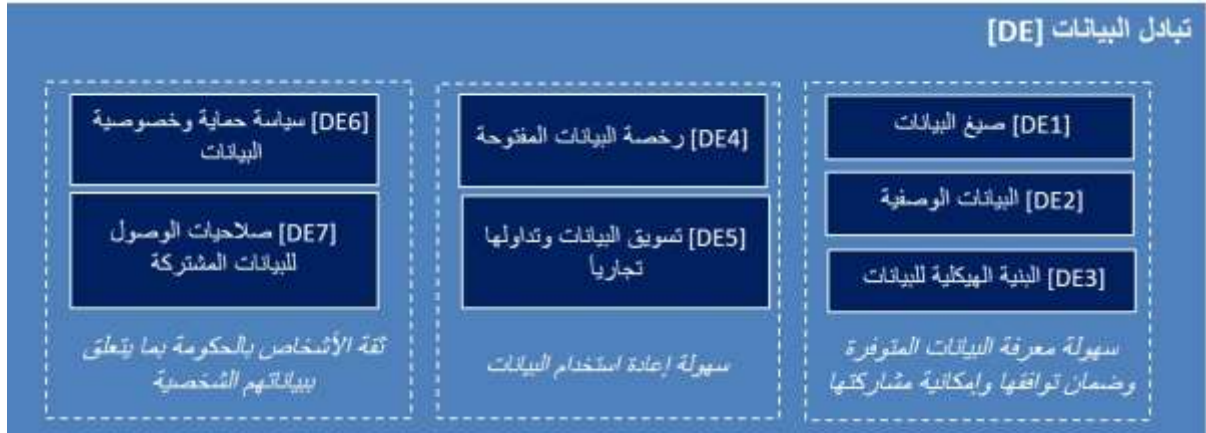 تبادل البيانات [DE]
[DE1] صيغ البيانات
[DE2] البيانات الوصفية
[DE3] البنية الهيكلية للبيانات
سهولة معرفة البيانات المتوفرة
وضمان توافقها وإمكانية مشاركتها
[DE4] رخصة البيانات المفتوحة
[DE5] تسويق البيانات وتداولها
تجارياً
سهولة إعادة استخدام البيانات
[DE6] سياسة حماية وخصوصية
البيانات
[DE7] صلاحيات الوصول
للبيانات المشتركة
ثقة الأشخاص بالحكومة بما يتعلق
ببياناتهم الشخصية